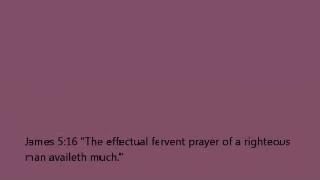 James 5:16 "The effectual fervent prayer of a righteous
man availeth much."